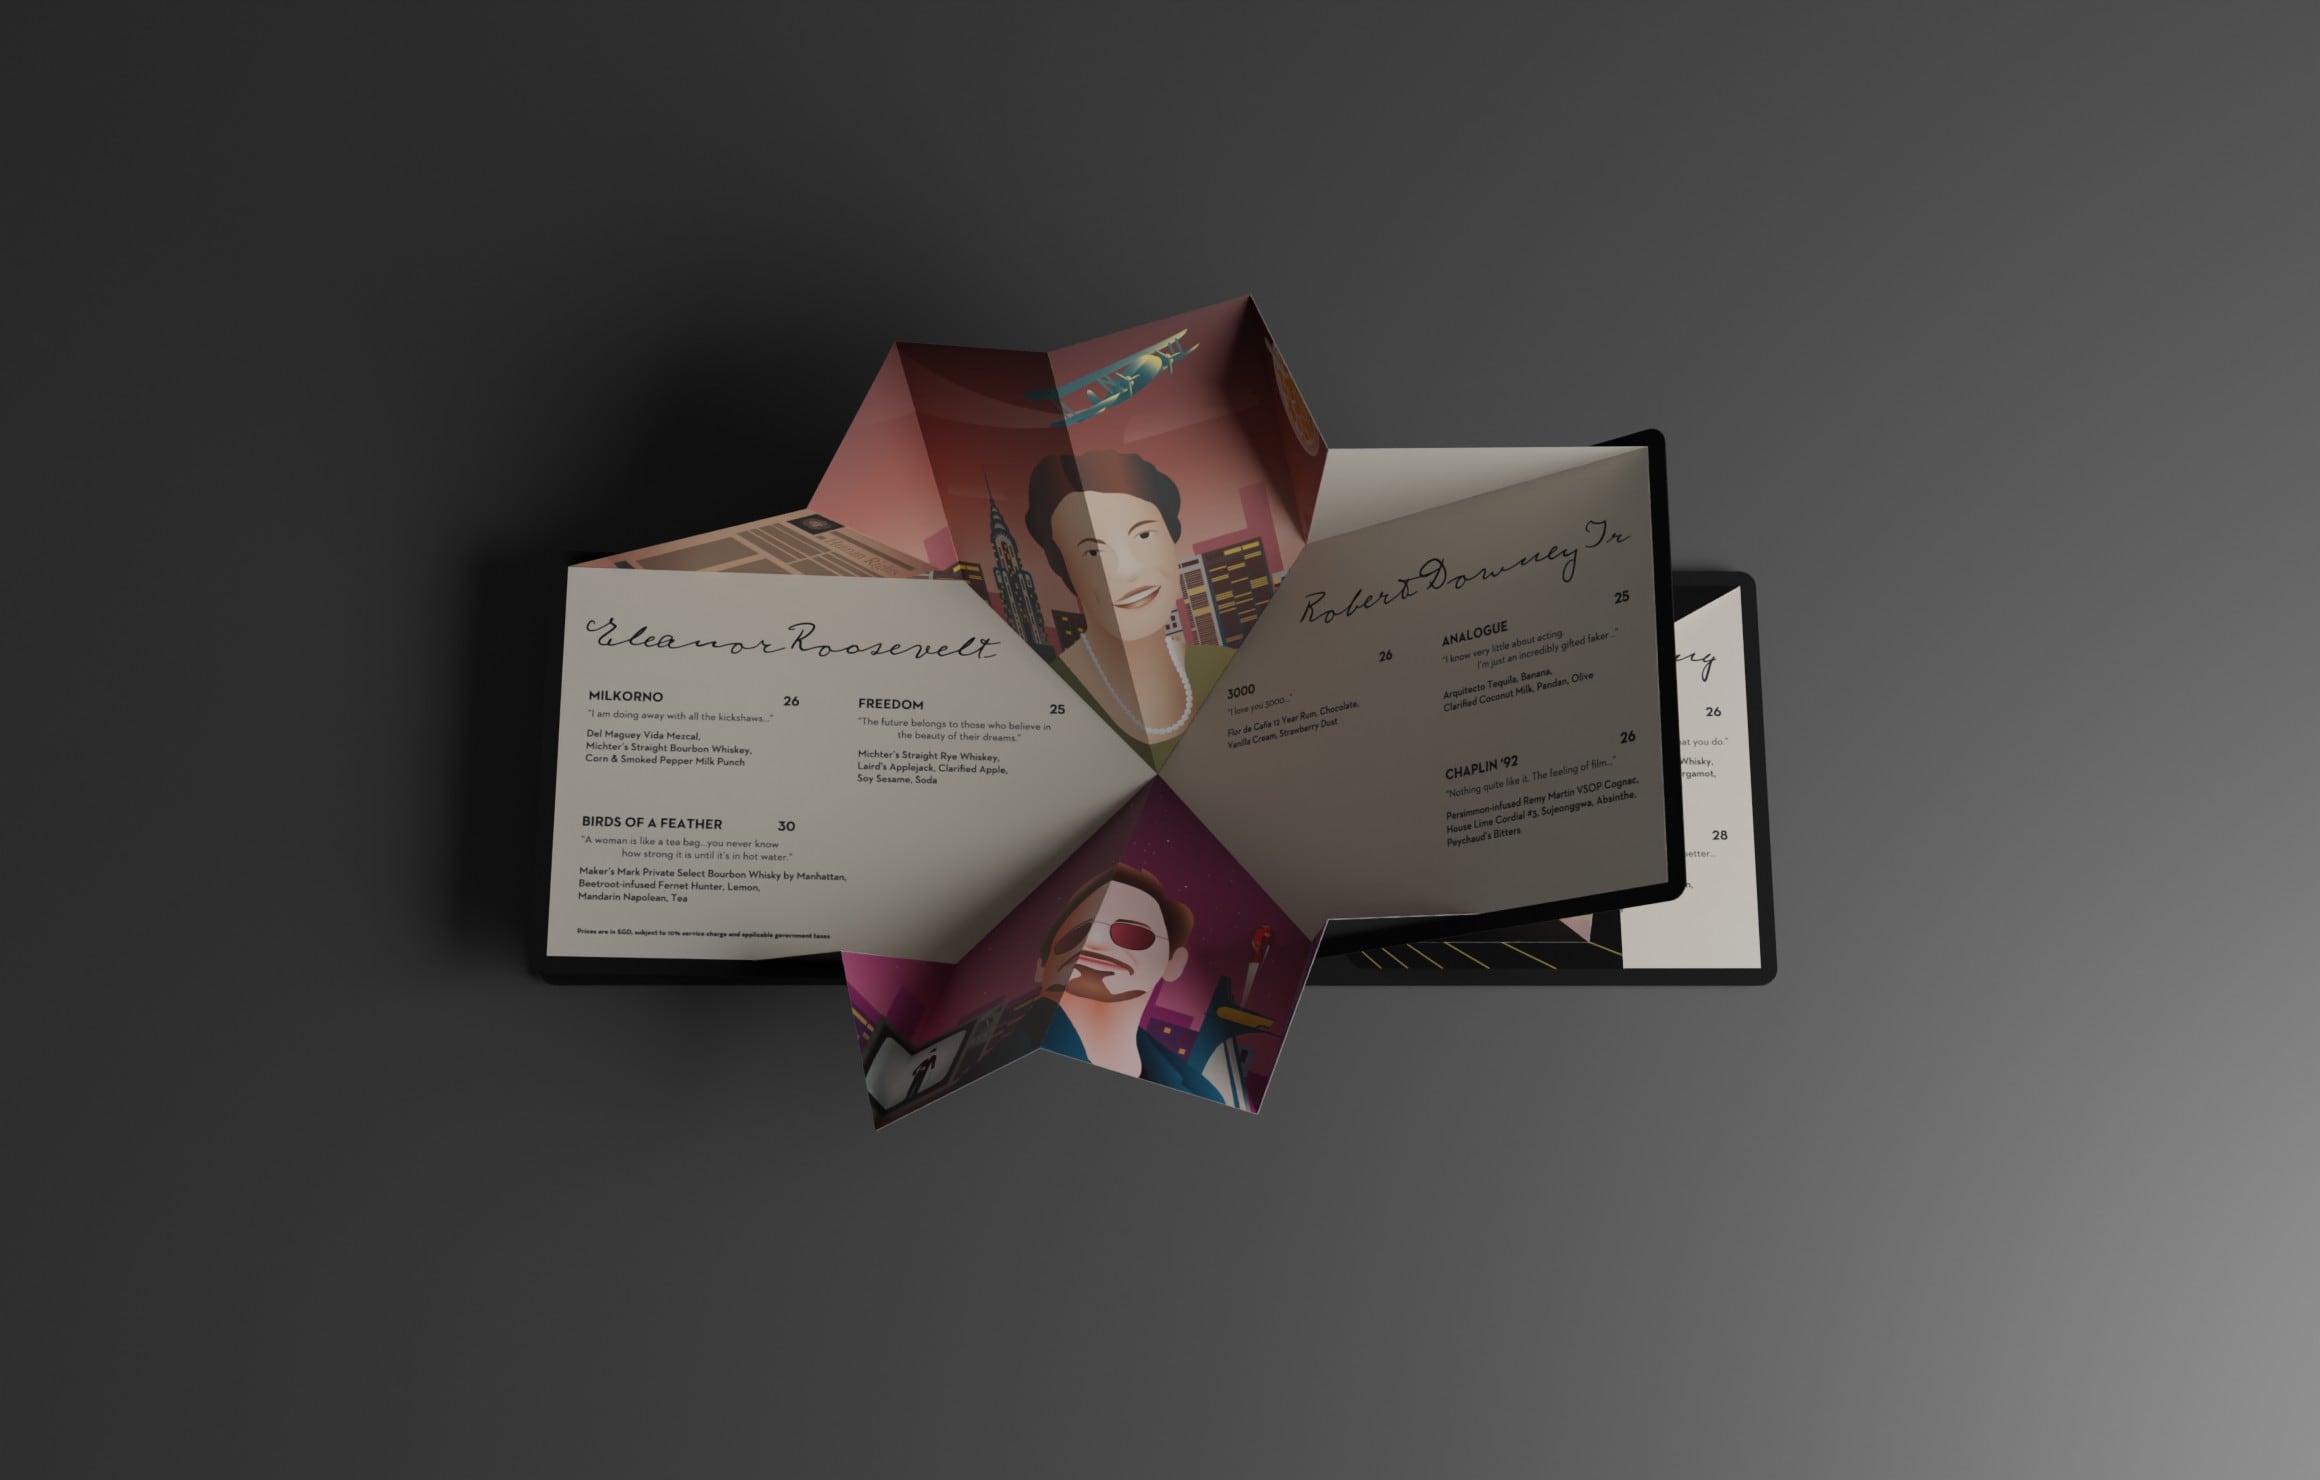 Human Rights
Eleanor Roosevelt
MILKORNO 26
"I am doing away with all the kickshaws..."
Del Maguey Vida Mezcal,
Michter's Straight Bourbon Whiskey,
Corn & Smoked Pepper Milk Punch
FREEDOM 25
"The future belongs to those who believe in
the beauty of their dreams."
Michter's Straight Rye Whiskey,
Laird's Applejack, Clarified Apple,
Soy Sesame, Soda
BIRDS OF A FEATHER 30
"A woman is like a tea bag...you never know
how strong it is until it's in hot water."
Maker's Mark Private Select Bourbon Whisky by Manhattan,
Beetroot-infused Fernet Hunter, Lemon,
Mandarin Napolean, Tea
Prices are in SGD, subject to 10% service charge and applicable government taxes
Robert Downey Jr
3000 26
"I love you 3000..."
Flor de Caña 12 Year Rum, Chocolate,
Vanilla Cream, Strawberry Dust
ANALOGUE 25
"I know very little about acting.
I'm just an incredibly gifted faker..."
Arquitecto Tequila, Banana,
Clarified Coconut Milk, Pandan, Olive
CHAPLIN '92 26
"Nothing quite like it. The feeling of film..."
Persimmon-infused Remy Martin VSOP Cognac,
House Lime Cordial #3, Sujeonggwa, Absinthe,
Peychaud's Bitters
26
you do."
Whisky,
28